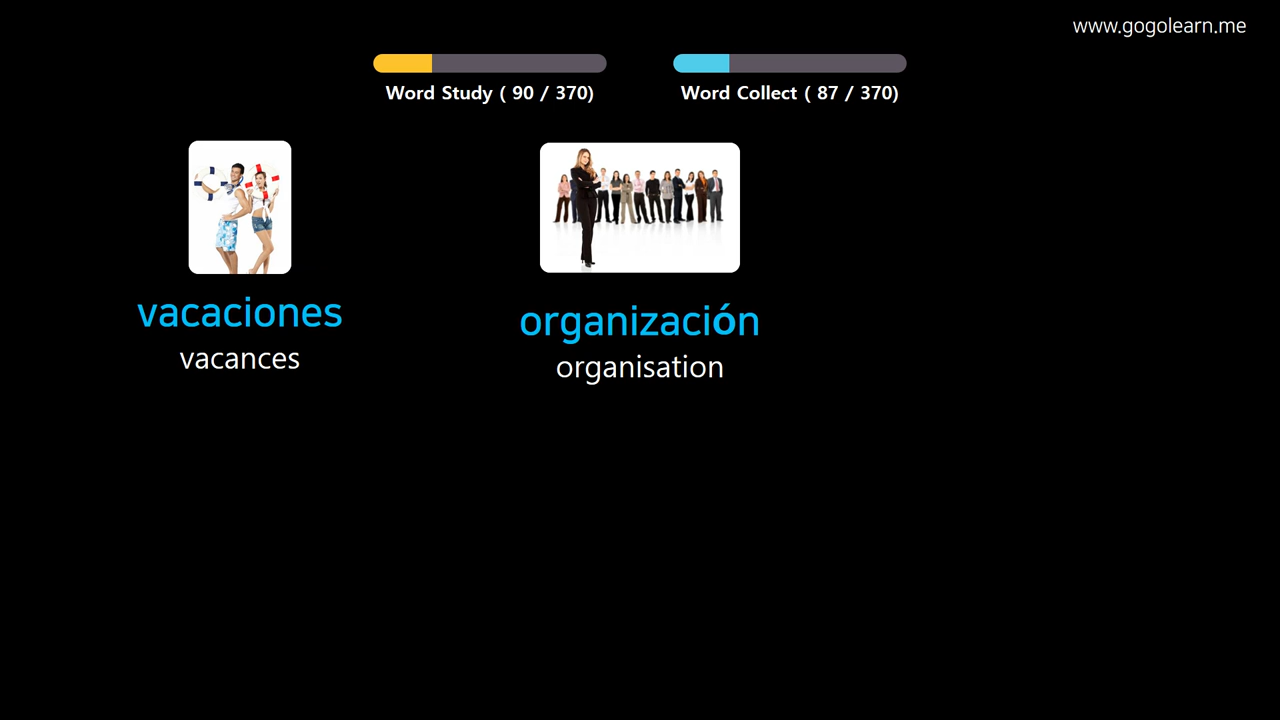 www.gogolearn.me
Word Study ( 90 / 370)
Word Collect ( 87 / 370)
vacaciones
vacances
organización
organisation